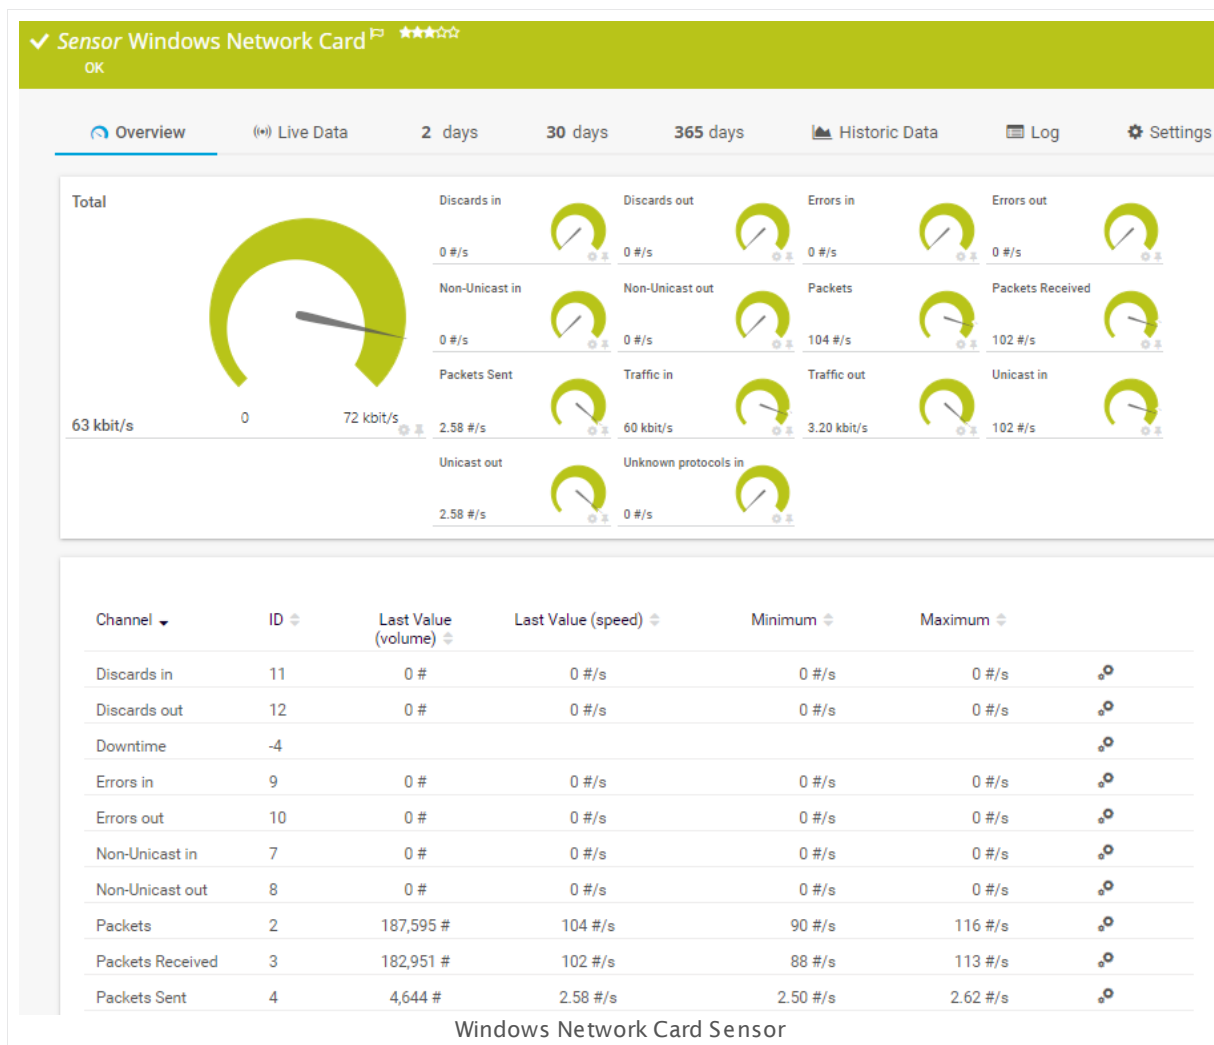 Sensor Windows Network Card
OK
Overview
Live Data
2 days
30 days
365 days
Historic Data
Log
Settings
Total
63 kbit/s
0
72 kbit/s
Discards in
0 #/s
Discards out
0 #/s
Errors in
0 #/s
Errors out
0 #/s
Non-Unicast in
0 #/s
Non-Unicast out
0 #/s
Packets
104 #/s
Packets Received
102 #/s
Packets Sent
2.58 #/s
Traffic in
60 kbit/s
Traffic out
3.20 kbit/s
Unicast in
102 #/s
Unicast out
2.58 #/s
Unknown protocols in
0 #/s
Channel ID Last Value (volume) Last Value (speed) Minimum Maximum
Discards in 11 0 # 0 #/s 0 #/s 0 #/s
Discards out 12 0 # 0 #/s 0 #/s 0 #/s
Downtime -4
Errors in 9 0 # 0 #/s 0 #/s 0 #/s
Errors out 10 0 # 0 #/s 0 #/s 0 #/s
Non-Unicast in 7 0 # 0 #/s 0 #/s 0 #/s
Non-Unicast out 8 0 # 0 #/s 0 #/s 0 #/s
Packets 2 187,595 # 104 #/s 90 #/s 116 #/s
Packets Received 3 182,951 # 102 #/s 88 #/s 113 #/s
Packets Sent 4 4,644 # 2.58 #/s 2.50 #/s 2.62 #/s
Windows Network Card Sensor